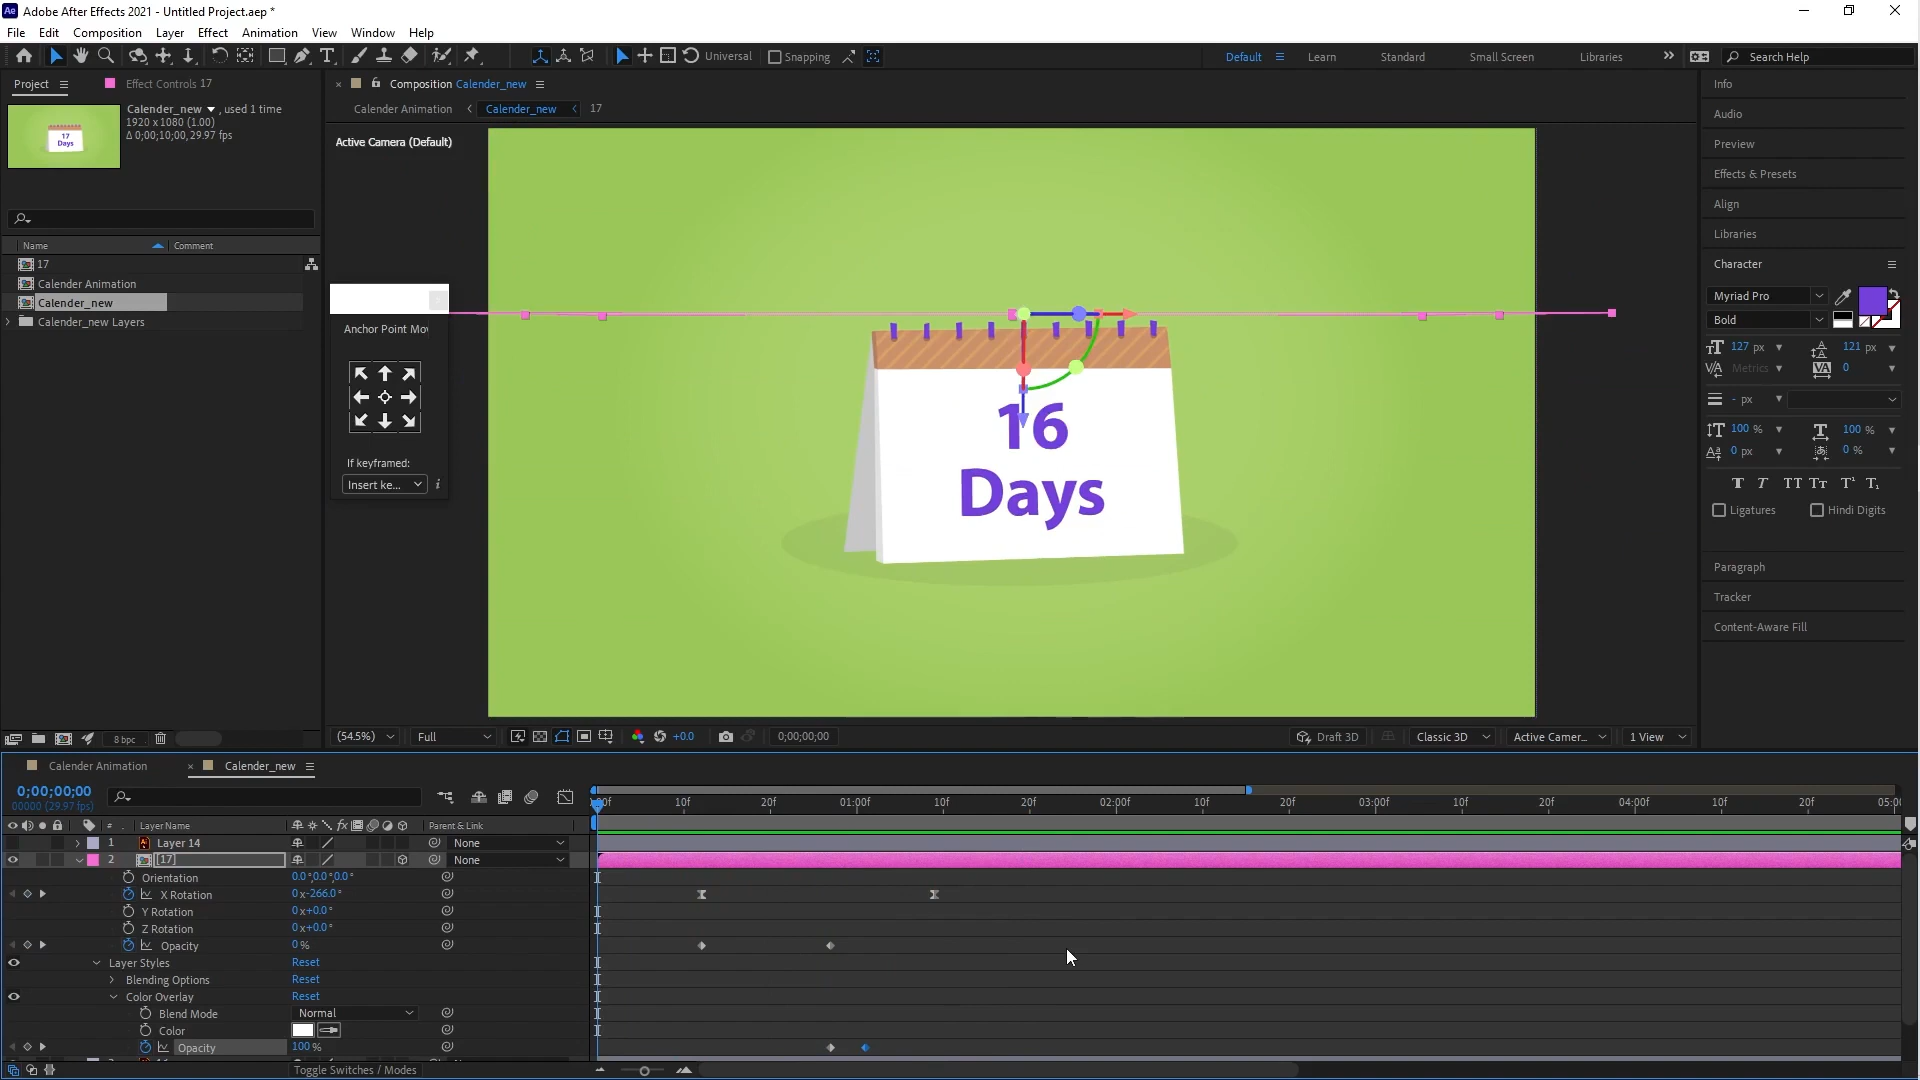 Ae Adobe After Effects 2021 - Untitled Project.aep *
File Edit Composition Layer Effect Animation View Window Help
Universal Snapping Default Learn Standard Small Screen Libraries Search Help
Project Effect Controls 17
Composition Calender_new
Calender_new , used 1 time
1920 x 1080 (1.00)
Δ 0;00;10;00, 29.97 fps
17
Days
Calender Animation Calender_new 17
Active Camera (Default)
Name Comment
17
Calender Animation
Calender_new
Calender_new Layers
Anchor Point Mov
If keyframed:
Insert ke... i
16
Days
Info
Audio
Preview
Effects & Presets
Align
Libraries
Character
Myriad Pro
Bold
127 px 121 px
Metrics 0
- px
100 % 100 %
0 px 0 %
T T TT Tt T¹ T₁
Ligatures Hindi Digits
Paragraph
Tracker
Content-Aware Fill
8 bpc
(54.5%) Full +0.0 0;00;00;00 Draft 3D Classic 3D Active Camer... 1 View
Calender Animation × Calender_new
0;00;00;00
00000 (29.97 fps)
:00f 10f 20f 01:00f 10f 20f 02:00f 10f 20f 03:00f 10f 20f 04:00f 10f 20f 05:0
# . Layer Name Parent & Link
1 Layer 14 None
2 [17] None
Orientation 0.0°,0.0°,0.0°
X Rotation 0x-266.0°
Y Rotation 0x+0.0°
Z Rotation 0x+0.0°
Opacity 0%
Layer Styles Reset
Blending Options Reset
Color Overlay Reset
Blend Mode Normal
Color
Opacity 100%
Toggle Switches / Modes